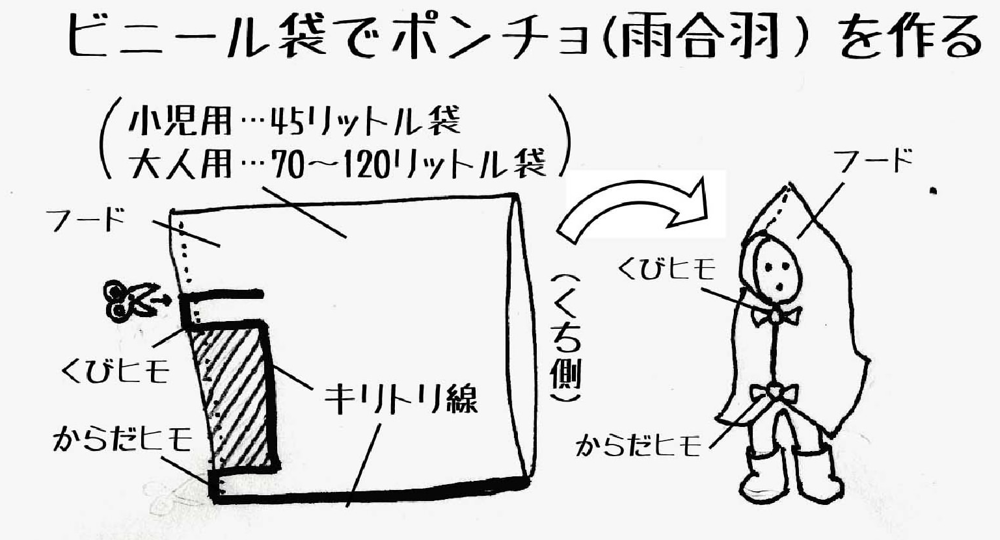 ビニール袋でポンチョ(雨合羽)を作る
(小児用…45リットル袋
大人用…70〜120リットル袋)
フード
くびヒモ
からだヒモ
キリトリ線
(くち側)
フード
くびヒモ
からだヒモ